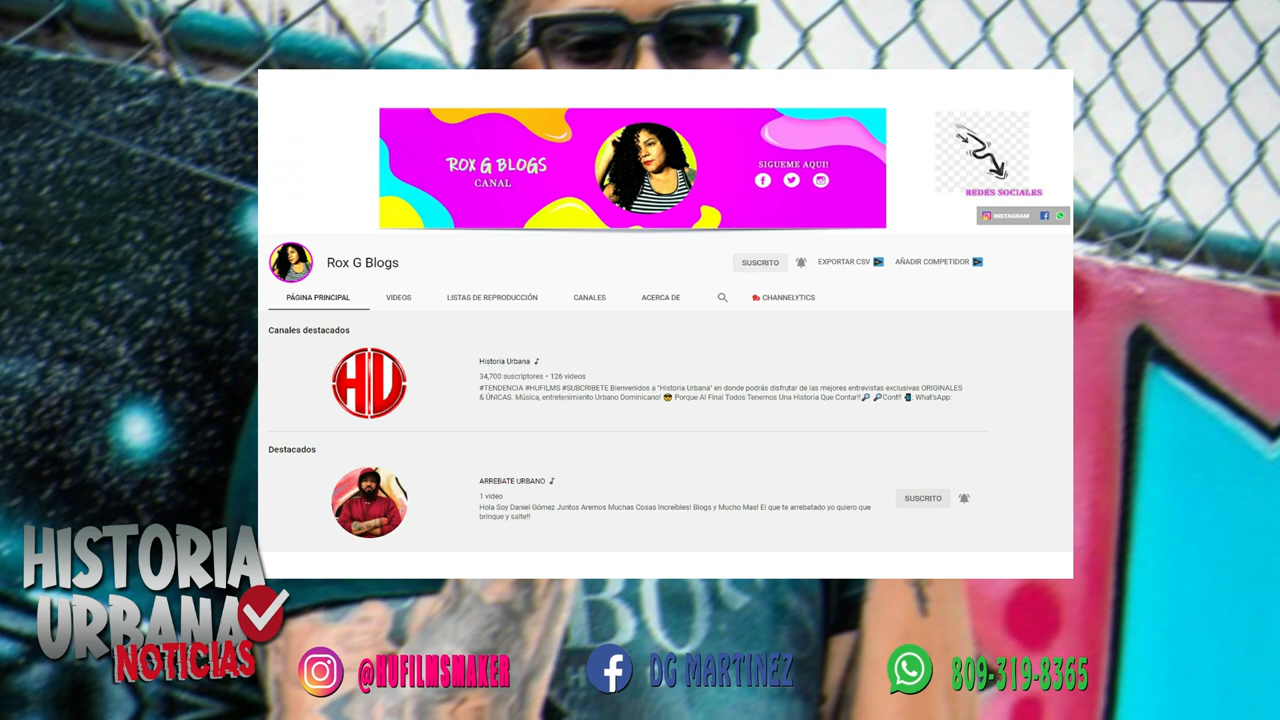 ROX G BLOGS
CANAL
SIGUEME AQUI!
REDES SOCIALES
INSTAGRAM
Rox G Blogs
SUSCRITO
EXPORTAR CSV
AÑADIR COMPETIDOR
PÁGINA PRINCIPAL
VIDEOS
LISTAS DE REPRODUCCIÓN
CANALES
ACERCA DE
CHANNELYTICS
Canales destacados
HU
Historia Urbana
34,700 suscriptores • 126 videos
#TENDENCIA #HUFILMS #SUBCRIBETE Bienvenidos a "Historia Urbana" en donde podrás disfrutar de las mejores entrevistas exclusivas ORIGINALES
& ÚNICAS. Música, entretenimiento Urbano Dominicano! 😎 Porque Al Final Todos Tenemos Una Historia Que Contar!!🔎 🔎Cont!! 📲: What'sApp:
Destacados
ARREBATE URBANO
1 video
Hola Soy Daniel Gómez Juntos Aremos Muchas Cosas Increíbles! Blogs y Mucho Mas! El que te arrebatado yo quiero que
brinque y salte!!
SUSCRITO
HISTORIA
URBANA
NOTICIAS
@HUFILMSMAKER
DG MARTINEZ
809-319-8365